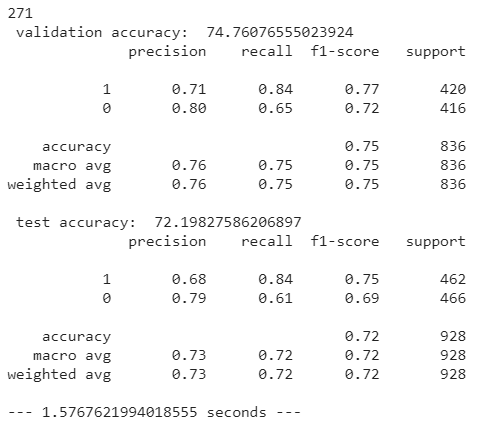 271
validation accuracy:  74.76076555023924
precision    recall  f1-score   support
1       0.71      0.84      0.77       420
0       0.80      0.65      0.72       416
accuracy                           0.75       836
macro avg       0.76      0.75      0.75       836
weighted avg       0.76      0.75      0.75       836
test accuracy:  72.19827586206897
precision    recall  f1-score   support
1       0.68      0.84      0.75       462
0       0.79      0.61      0.69       466
accuracy                           0.72       928
macro avg       0.73      0.72      0.72       928
weighted avg       0.73      0.72      0.72       928
--- 1.5767621994018555 seconds ---